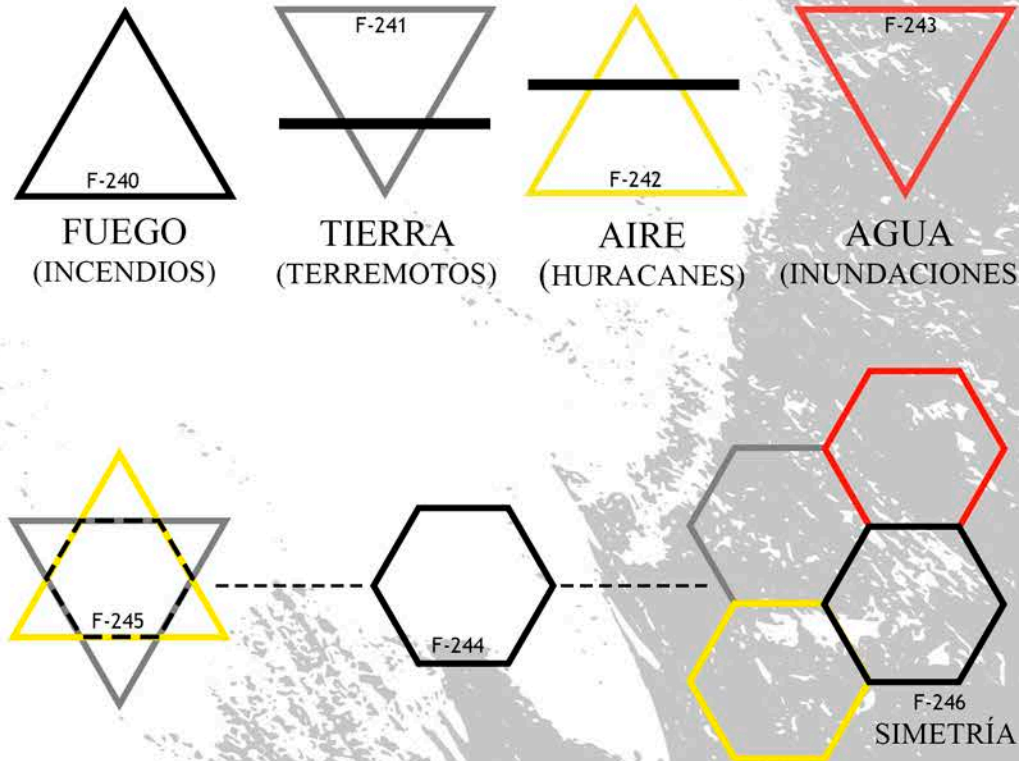 F-240
F-241
F-242
F-243
FUEGO
(INCENDIOS)
TIERRA
(TERREMOTOS)
AIRE
(HURACANES)
AGUA
(INUNDACIONES
F-245
F-244
F-246
SIMETRÍA